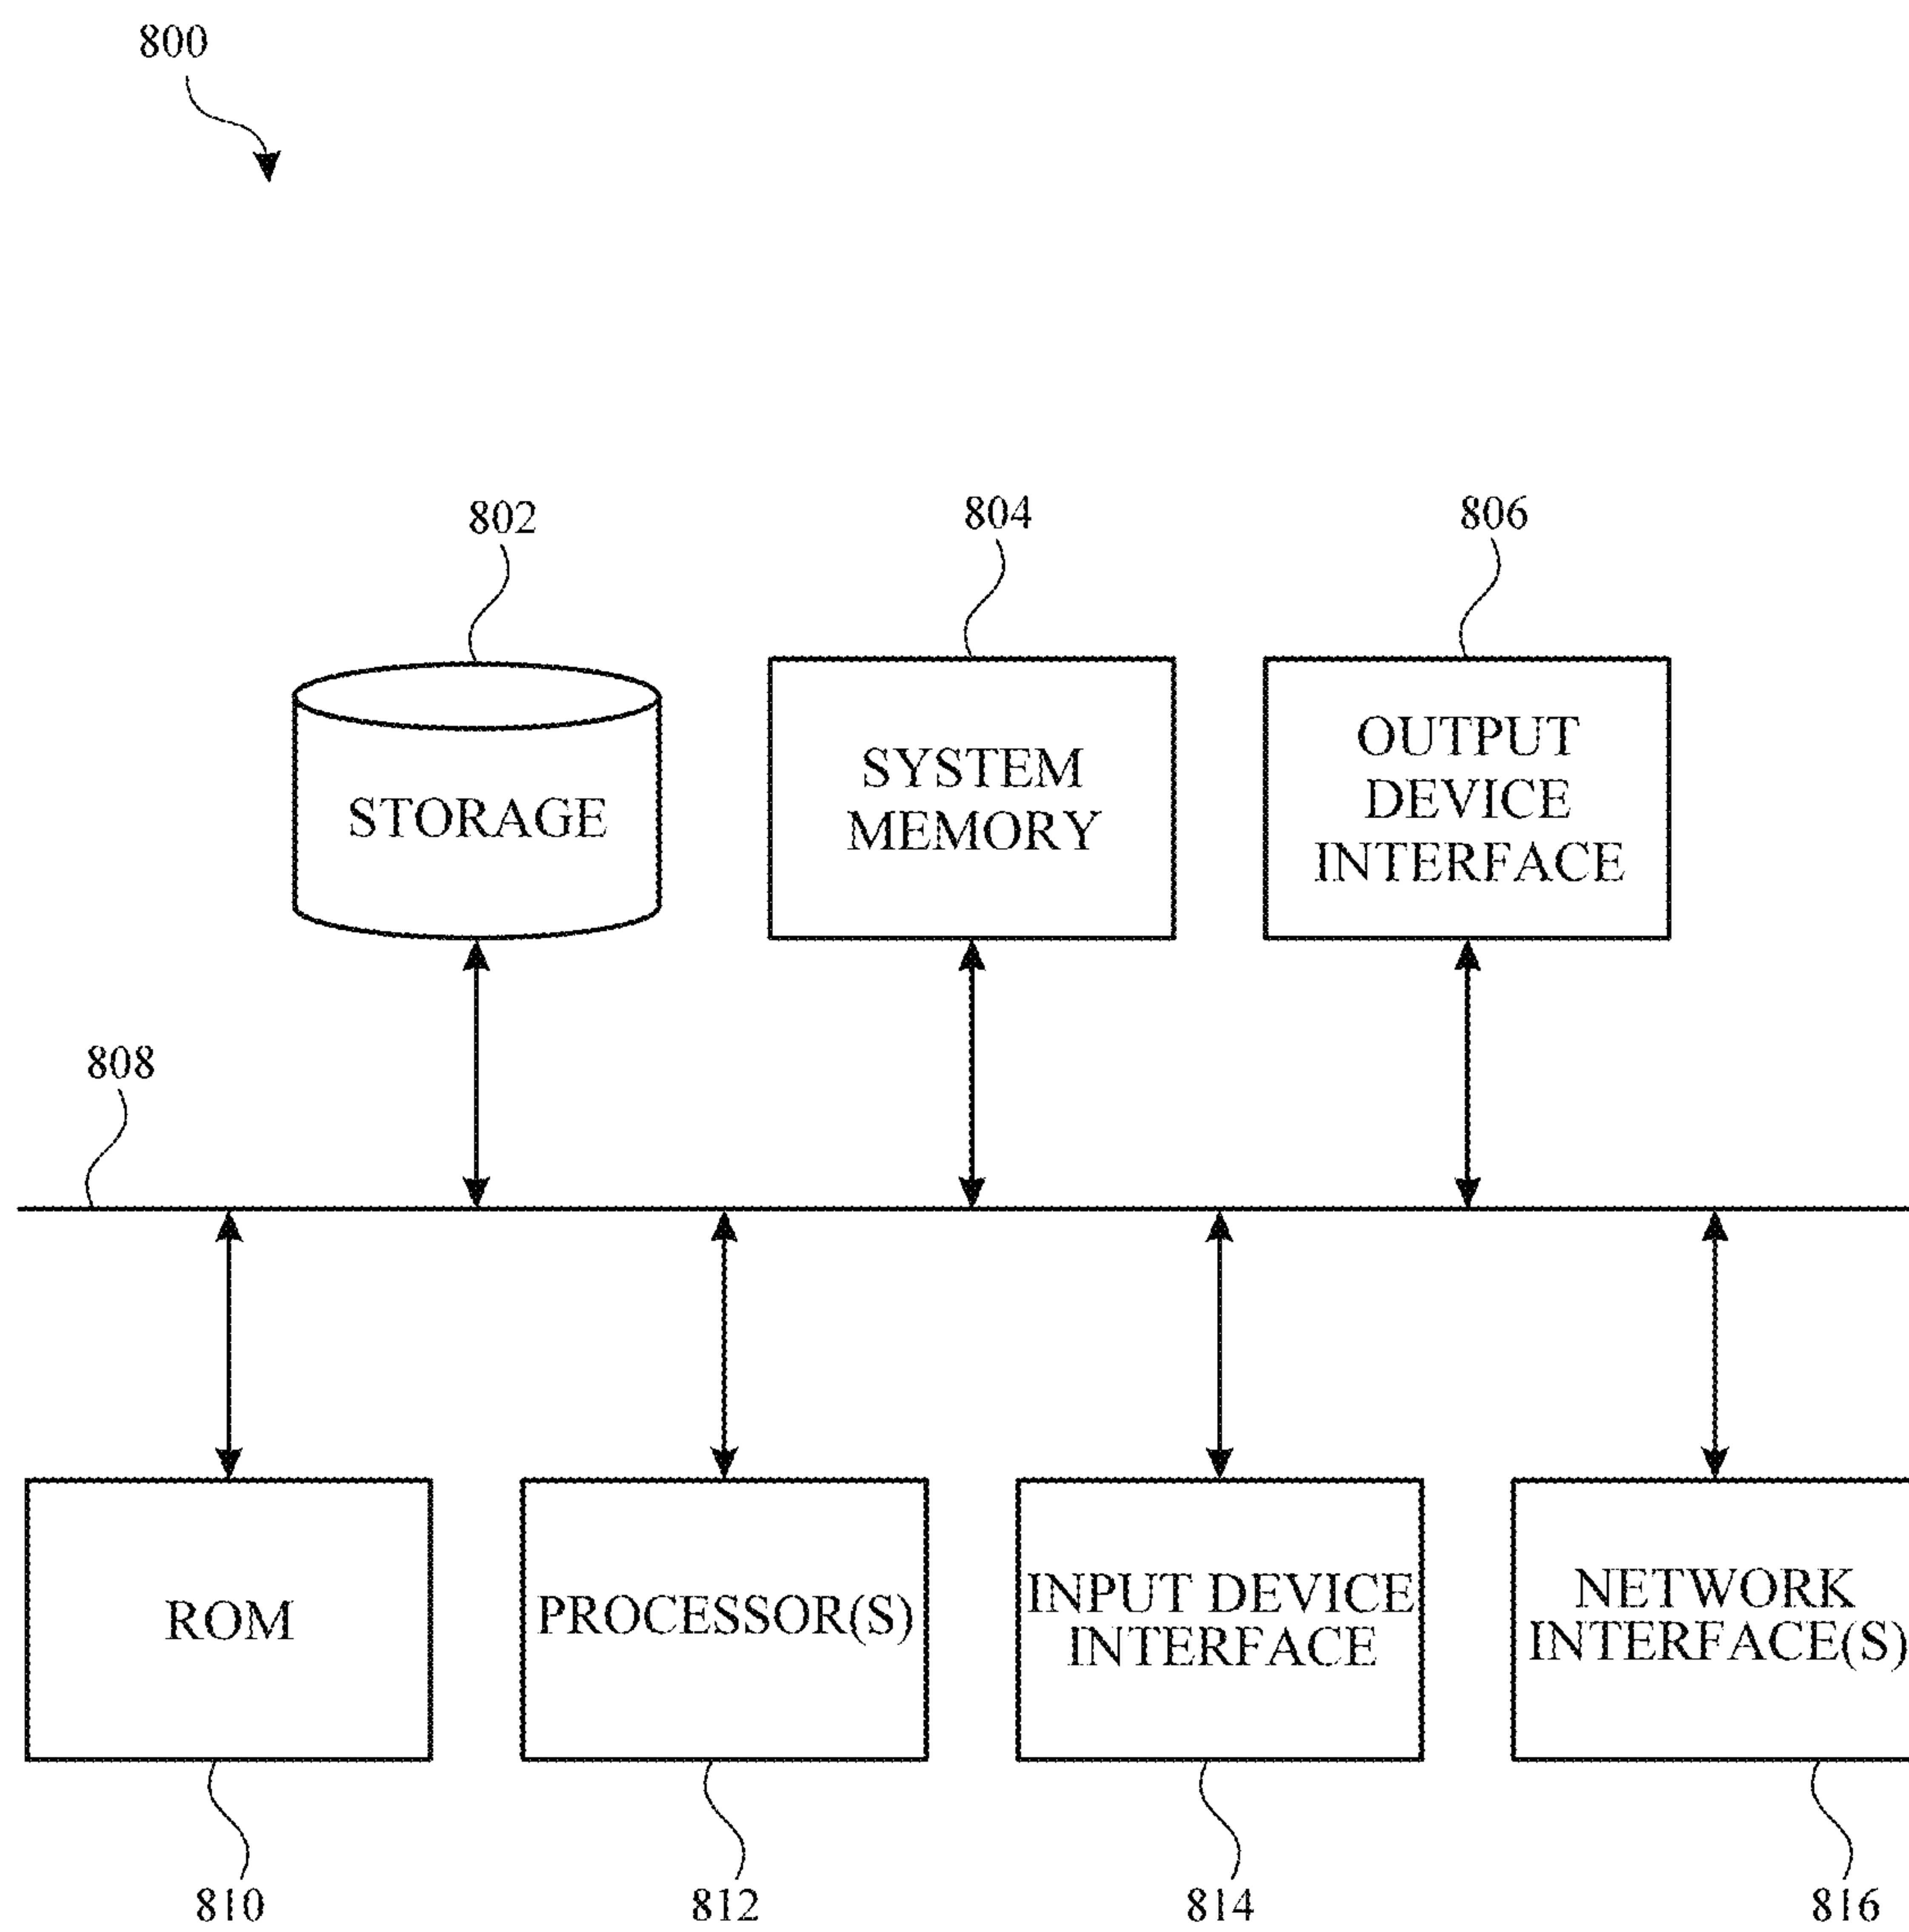 800
802
804
806
STORAGE
SYSTEM
MEMORY
OUTPUT
DEVICE
INTERFACE
808
ROM
PROCESSOR(S)
INPUT DEVICE
INTERFACE
NETWORK
INTERFACE(S)
810
812
814
816